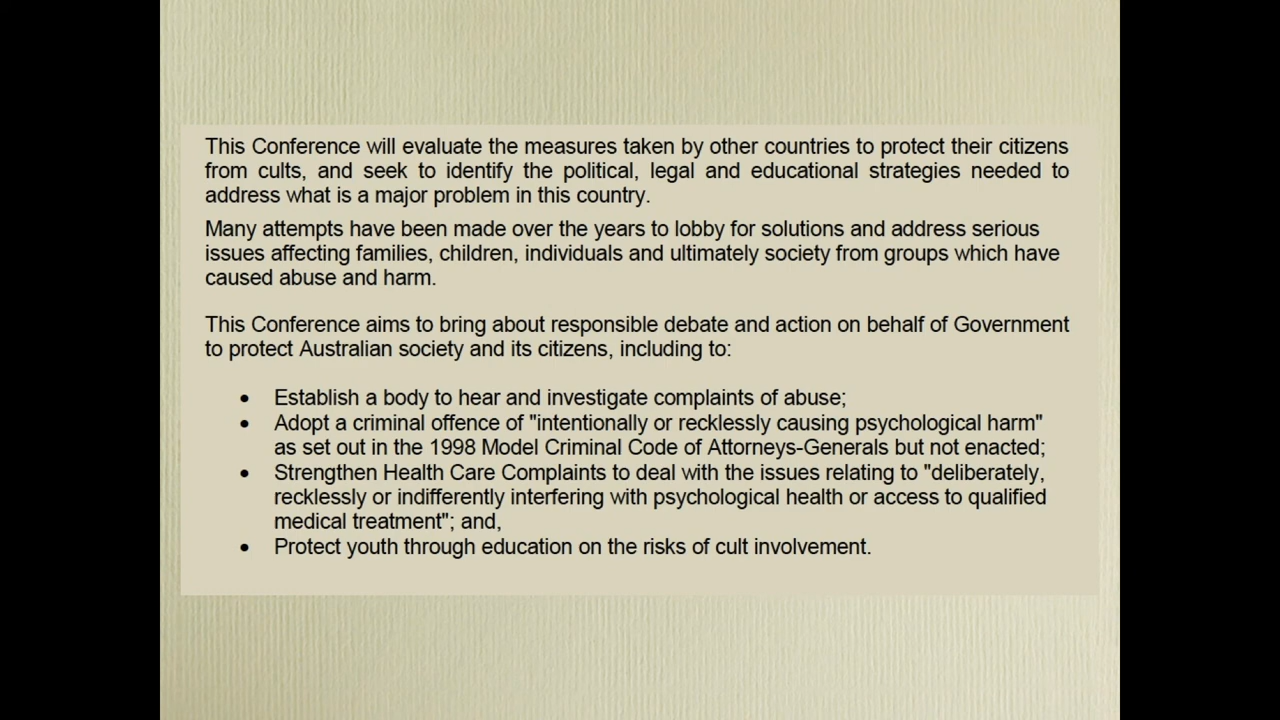 This Conference will evaluate the measures taken by other countries to protect their citizens
from cults, and seek to identify the political, legal and educational strategies needed to
address what is a major problem in this country.
Many attempts have been made over the years to lobby for solutions and address serious
issues affecting families, children, individuals and ultimately society from groups which have
caused abuse and harm.
This Conference aims to bring about responsible debate and action on behalf of Government
to protect Australian society and its citizens, including to:
• Establish a body to hear and investigate complaints of abuse;
• Adopt a criminal offence of "intentionally or recklessly causing psychological harm"
as set out in the 1998 Model Criminal Code of Attorneys-Generals but not enacted;
• Strengthen Health Care Complaints to deal with the issues relating to "deliberately,
recklessly or indifferently interfering with psychological health or access to qualified
medical treatment"; and,
• Protect youth through education on the risks of cult involvement.